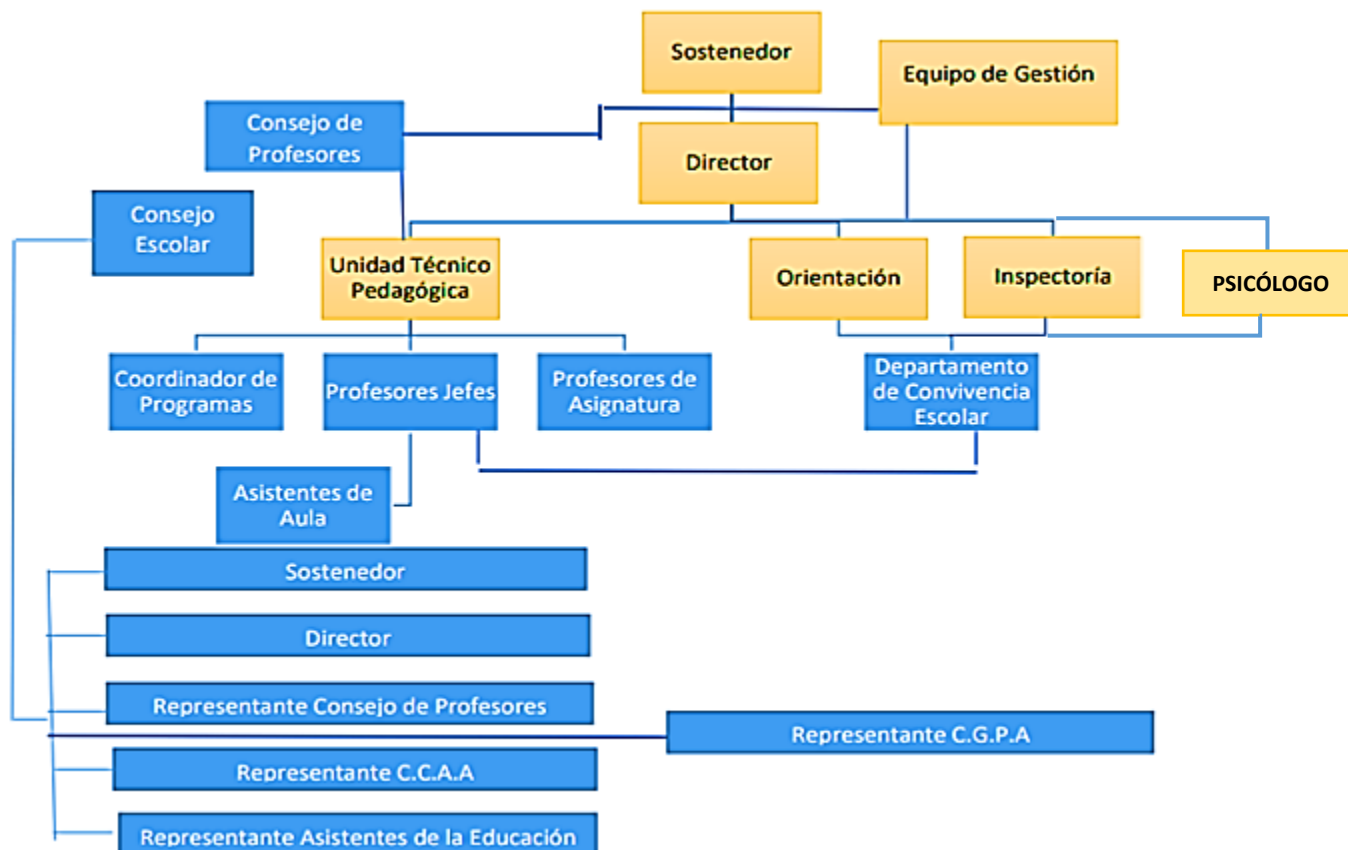 Sostenedor
Equipo de Gestión
Consejo de
Profesores
Director
Consejo
Escolar
Unidad Técnico
Pedagógica
Orientación
Inspectoría
PSICÓLOGO
Coordinador de
Programas
Profesores Jefes
Profesores de
Asignatura
Departamento
de Convivencia
Escolar
Asistentes de
Aula
Sostenedor
Director
Representante Consejo de Profesores
Representante C.G.P.A
Representante C.C.A.A
Representante Asistentes de la Educación